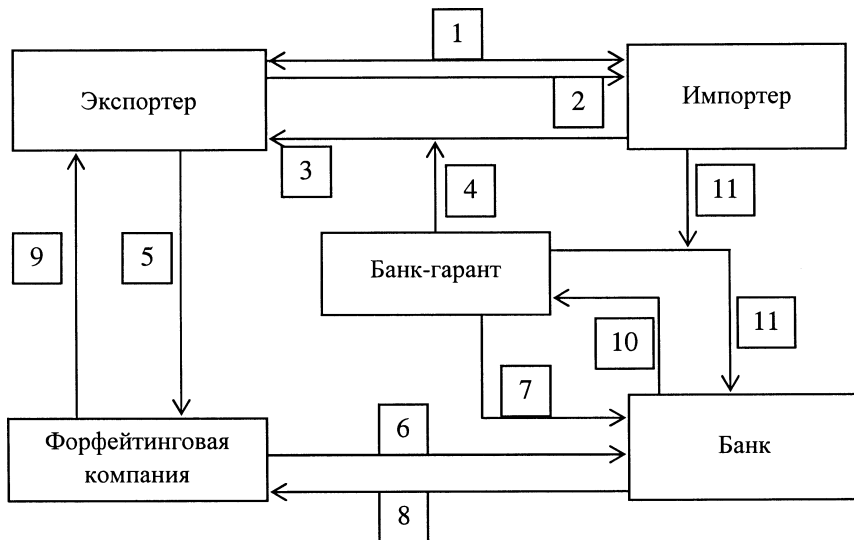 1
Экспортер
2
Импортер
3
4
11
9
5
Банк-гарант
10
11
7
Форфейтинговая
компания
6
Банк
8